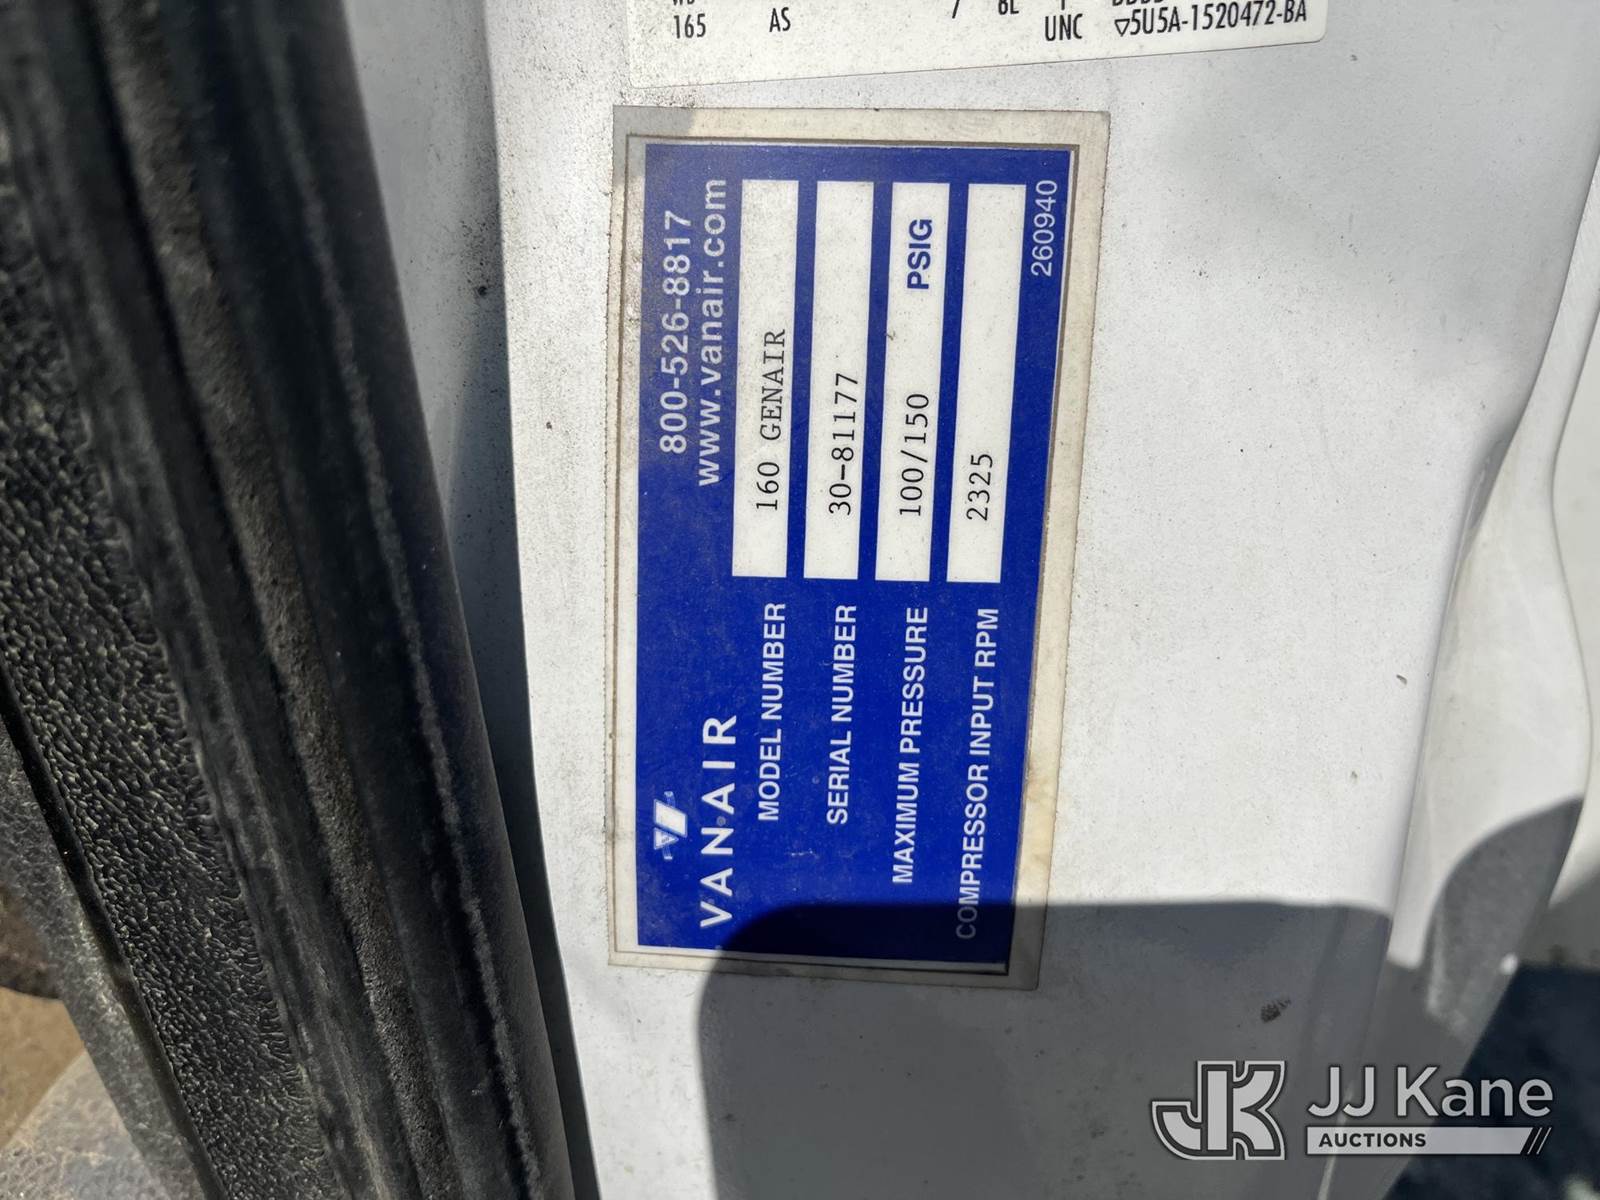 165 AS / UNC ▽5U5A-1520472-BA
VANAIR
800-526-8817
www.vanair.com
MODEL NUMBER 160 GENAIR
SERIAL NUMBER 30-81177
MAXIMUM PRESSURE 100/150 PSIG
COMPRESSOR INPUT RPM 2325
260940
JK JJ Kane
AUCTIONS